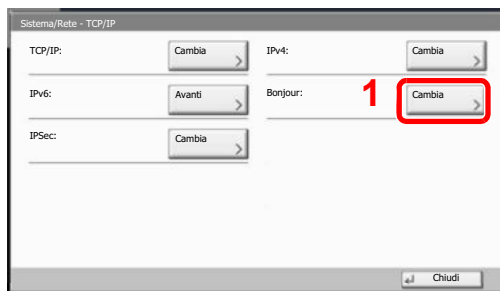 Sistema/Rete - TCP/IP
TCP/IP: Cambia IPv4: Cambia
IPv6: Avanti Bonjour: 1 Cambia
IPSec: Cambia
Chiudi